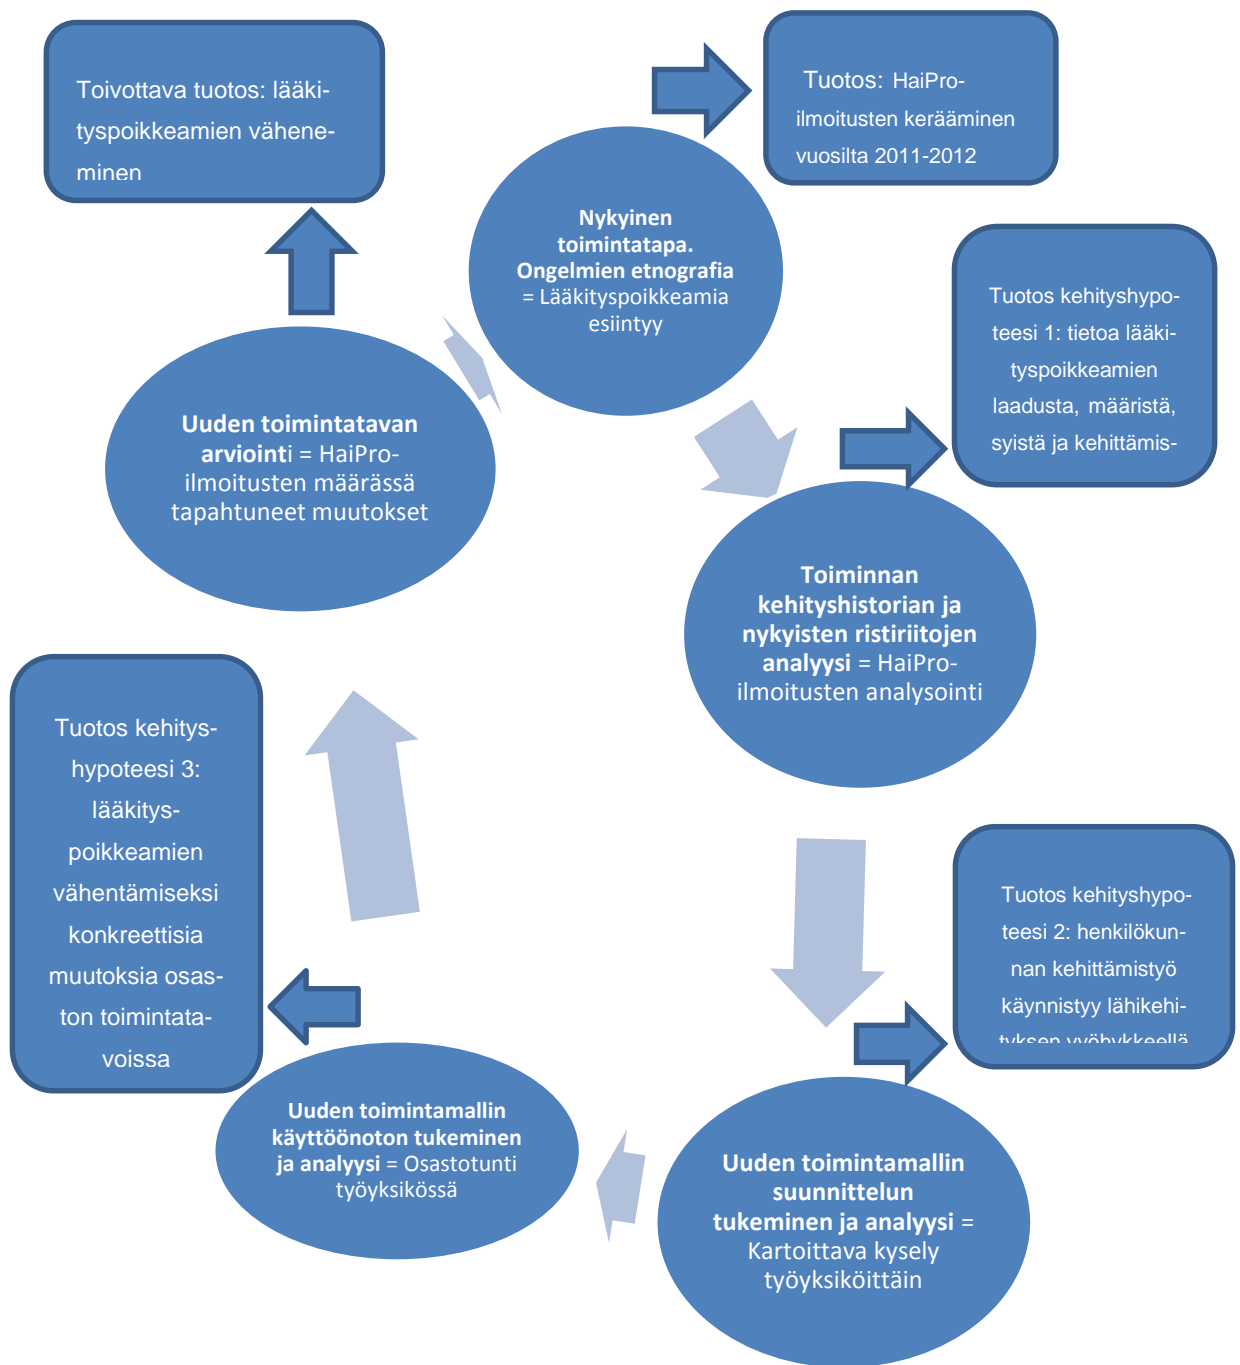 Toivottava tuotos: lääki-
tyspoikkeamien vähene-
minen
Tuotos: HaiPro-
ilmoitusten kerääminen
vuosilta 2011-2012
Nykyinen
toimintatapa.
Ongelmien etnografia
= Lääkityspoikkeamia
esiintyy
Tuotos kehityshypo-
teesi 1: tietoa lääki-
tyspoikkeamien
laadusta, määristä,
syistä ja kehittämis-
Uuden toimintatavan
arviointi = HaiPro-
ilmoitusten määrässä
tapahtuneet muutokset
Toiminnan
kehityshistorian ja
nykyisten ristiriitojen
analyysi = HaiPro-
ilmoitusten analysointi
Tuotos kehitys-
hypoteesi 3:
lääkitys-
poikkeamien
vähentämiseksi
konkreettisia
muutoksia osas-
ton toimintata-
voissa
Tuotos kehityshypo-
teesi 2: henkilökun-
nan kehittämistyö
käynnistyy lähikehi-
tyksen vyöhykkeellä
Uuden toimintamallin
käyttöönoton tukeminen
ja analyysi = Osastotunti
työyksikössä
Uuden toimintamallin
suunnittelun
tukeminen ja analyysi =
Kartoittava kysely
työyksiköittäin